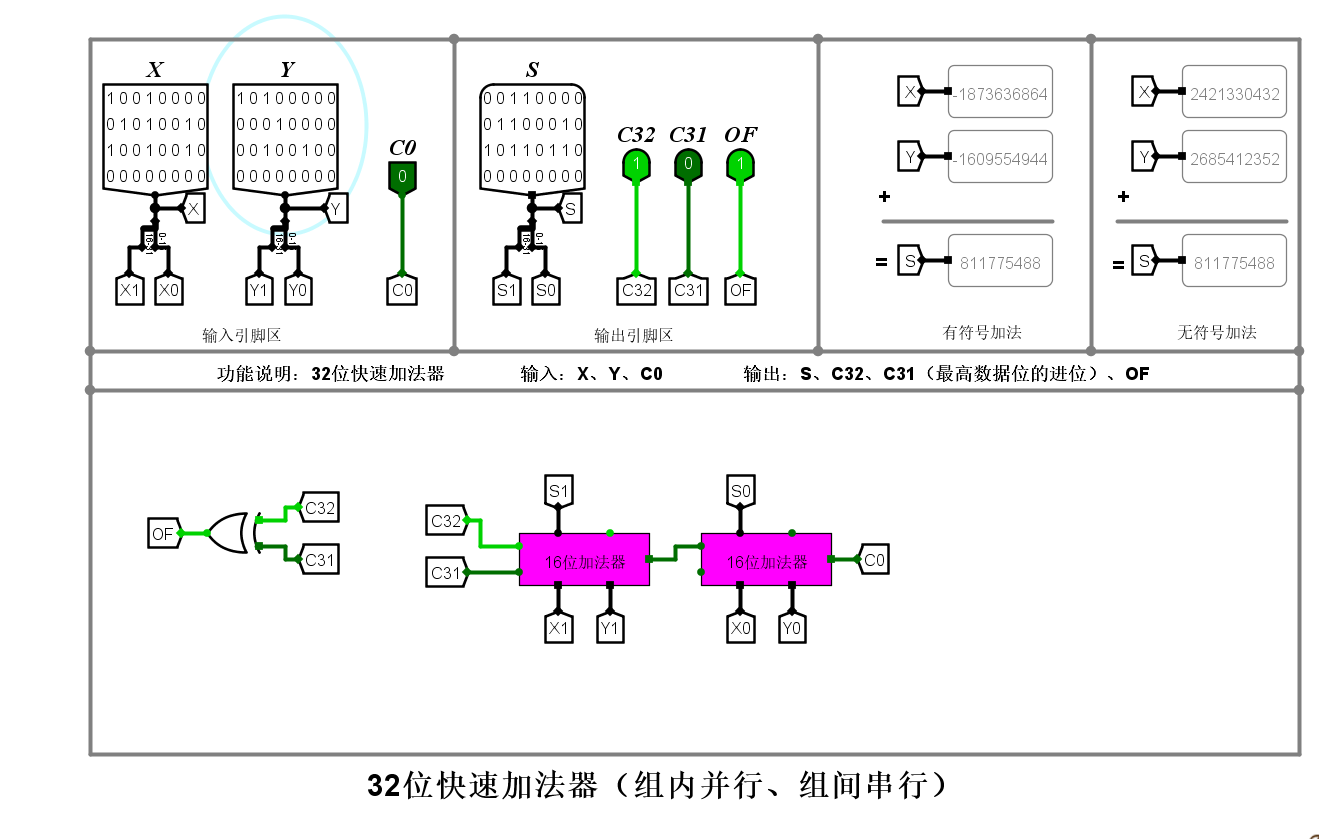 X
10010000
01010010
10010010
00000000
X
16-31
0-15
X1
X0
Y
10100000
00010000
00100100
00000000
Y
Y1
Y0
C0
0
C0
输入引脚区
S
00110000
01100010
10110110
00000000
S
S1
S0
C32
C31
OF
1
0
1
C32
C31
OF
输出引脚区
X
-1873636864
Y
-1609554944
+
=
S
811775488
有符号加法
X
2421330432
Y
2685412352
+
=
S
811775488
无符号加法
功能说明：32位快速加法器 输入：X、Y、C0 输出：S、C32、C31（最高数据位的进位）、OF
OF
C32
C31
C32
C31
S1
16位加法器
X1
Y1
S0
16位加法器
X0
Y0
C0
32位快速加法器（组内并行、组间串行）